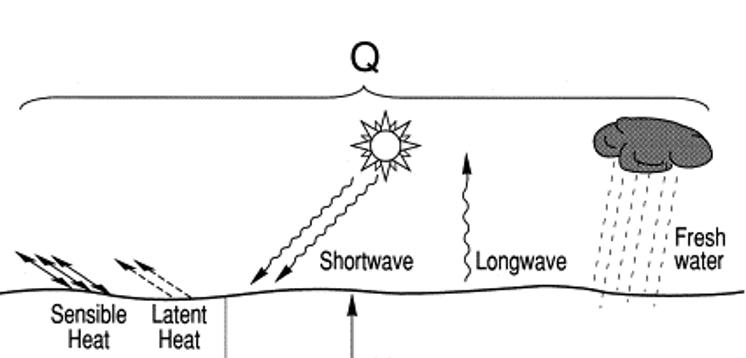 Q
Shortwave
Longwave
Fresh
water
Sensible
Heat
Latent
Heat